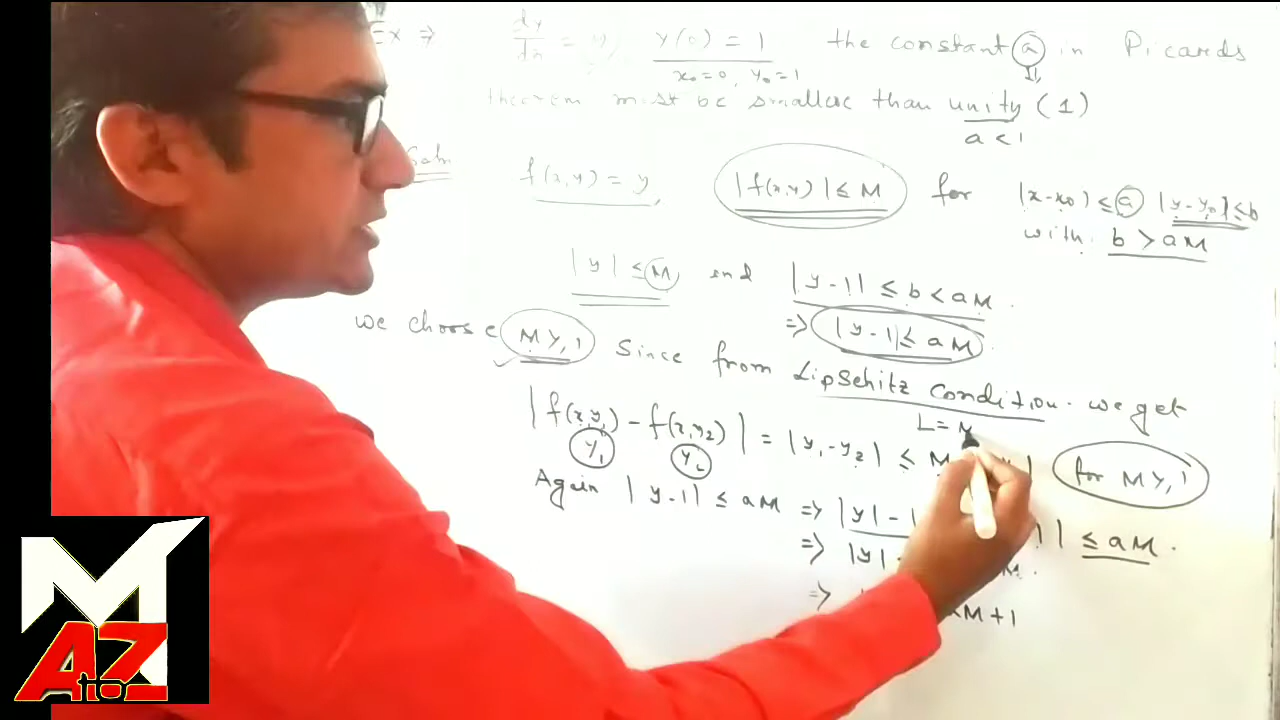 Ex ⇒ dy/dx = y, y(0) = 1 the constant a in Picards
x₀=0, y₀=1
theorem must be smaller than unity (1)
a < 1
Soln f(x,y) = y, |f(x,y)| ≤ M for |x-x₀| ≤ a |y-y₀| ≤ b
with b > aM
|y| ≤ M and |y-1| ≤ b < aM.
⇒ |y-1| ≤ aM
we choose M>,1 Since from Lipschitz Condition. we get
L=
|f(x,y₁) - f(x,y₂)| = |y₁-y₂| ≤ M for M>,1
y₁ y₂
Again |y-1| ≤ aM ⇒ |y|-1 | ≤ aM.
⇒ |y| - M.
⇒ aM+1
M
AtoZ